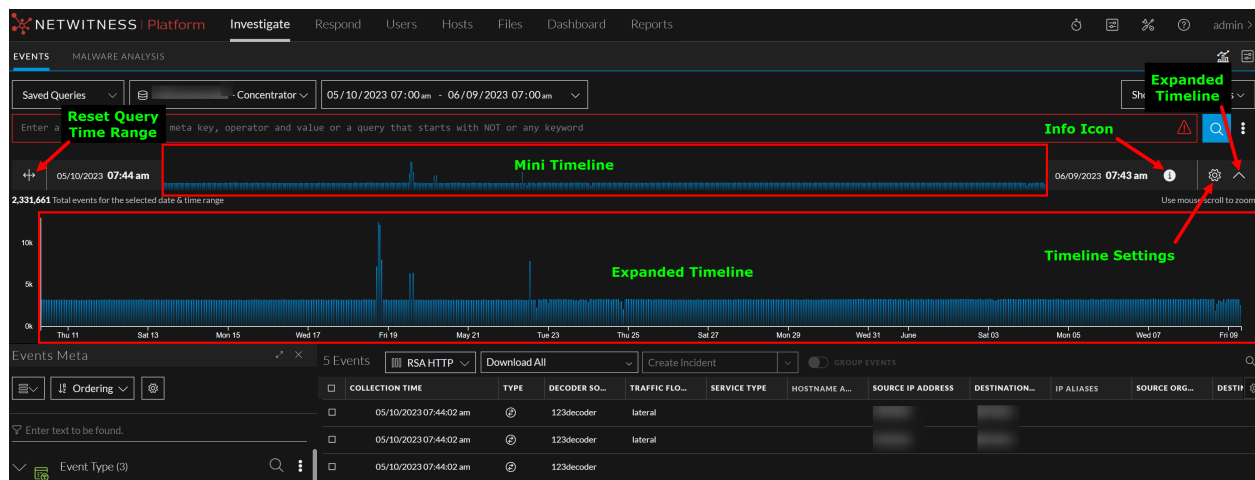 NETWITNESS Platform Investigate Respond Users Hosts Files Dashboard Reports admin
EVENTS MALWARE ANALYSIS
Expanded Timeline
Saved Queries - Concentrator 05/10/2023 07:00 am - 06/09/2023 07:00 am
Reset Query Time Range
Enter a meta key, operator and value or a query that starts with NOT or any keyword
Info Icon
Mini Timeline
05/10/2023 07:44 am 06/09/2023 07:43 am
2,331,661 Total events for the selected date & time range Use mouse scroll to zoom
10k
Timeline Settings
Expanded Timeline
5k
0k
Thu 11 Sat 13 Mon 15 Wed 17 Fri 19 May 21 Tue 23 Thu 25 Sat 27 Mon 29 Wed 31 June Sat 03 Mon 05 Wed 07 Fri 09
Events Meta 5 Events RSA HTTP Download All Create Incident GROUP EVENTS
Ordering
COLLECTION TIME TYPE DECODER SO... TRAFFIC FLO... SERVICE TYPE HOSTNAME A... SOURCE IP ADDRESS DESTINATION... IP ALIASES SOURCE ORG... DESTIN
05/10/2023 07:44:02 am 123decoder lateral
Enter text to be found.
05/10/2023 07:44:02 am 123decoder lateral
Event Type (3)
05/10/2023 07:44:02 am 123decoder